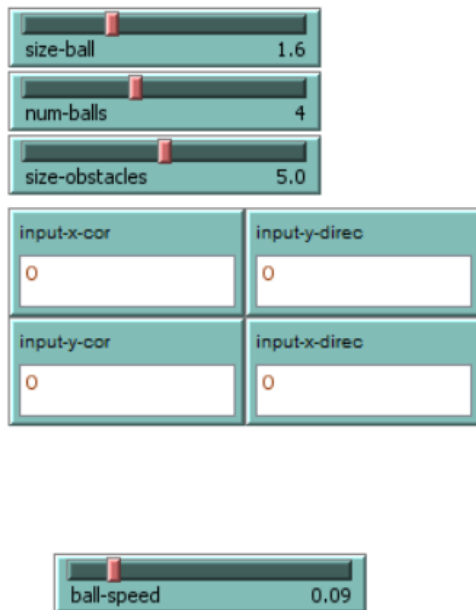 size-ball 1.6
num-balls 4
size-obstacles 5.0
input-x-cor input-y-direc
0 0
input-y-cor input-x-direc
0 0
ball-speed 0.09